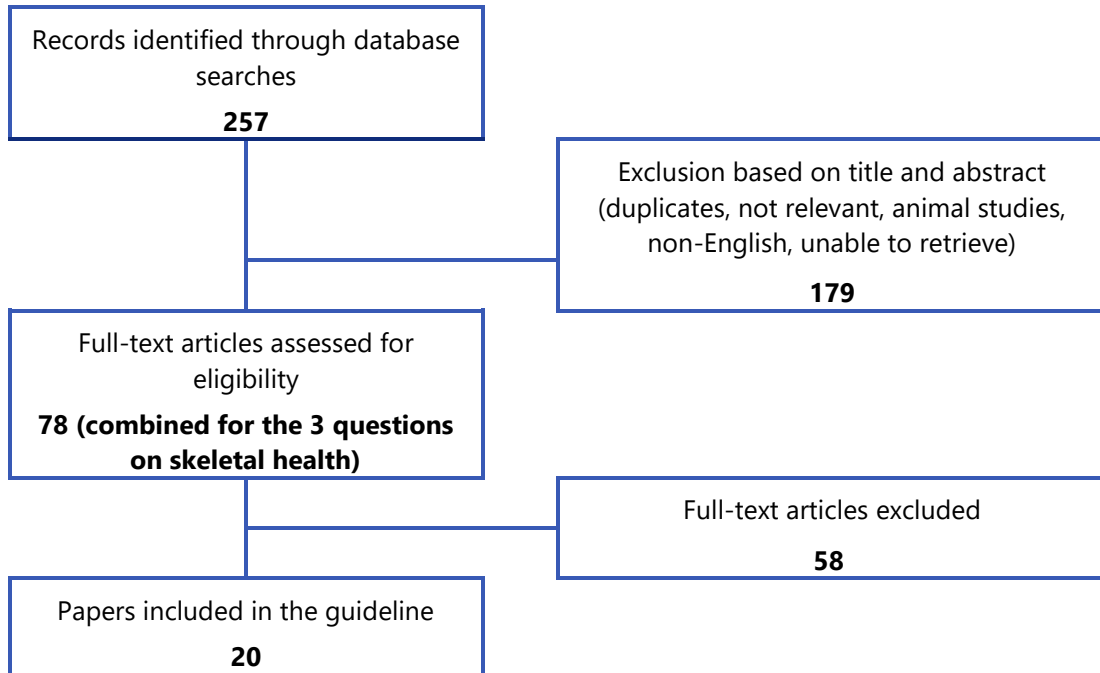 Records identified through database
searches
257
Exclusion based on title and abstract
(duplicates, not relevant, animal studies,
non-English, unable to retrieve)
179
Full-text articles assessed for
eligibility
78 (combined for the 3 questions
on skeletal health)
Full-text articles excluded
58
Papers included in the guideline
20